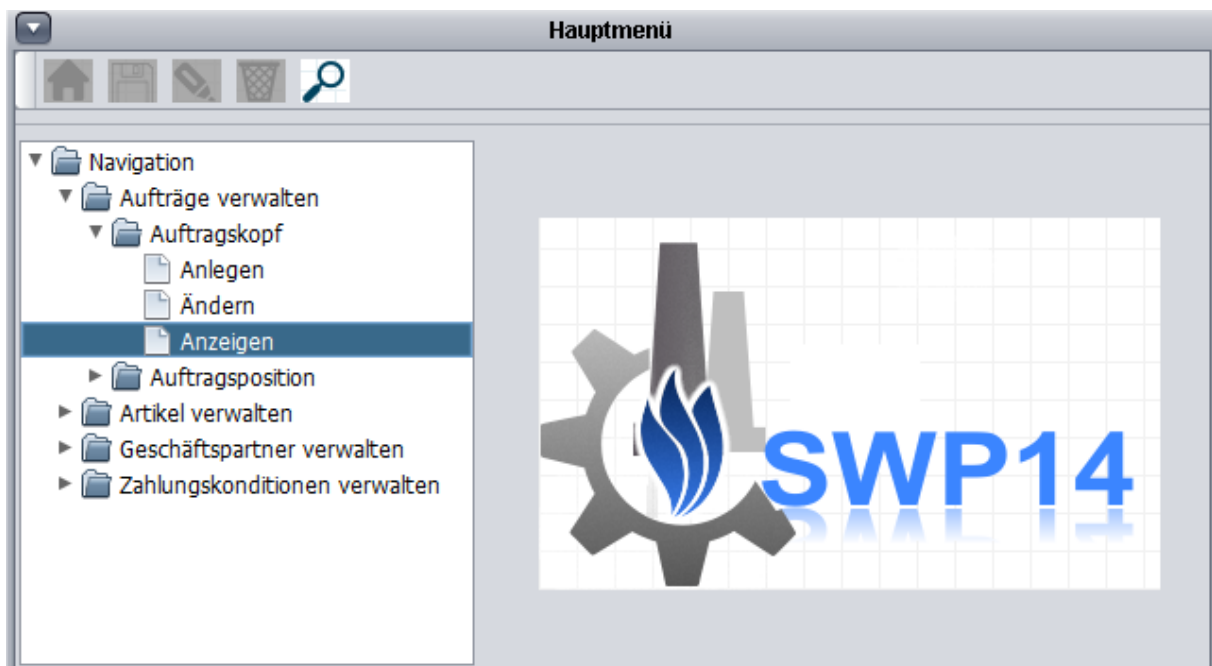 Hauptmenü
Navigation
Aufträge verwalten
Auftragskopf
Anlegen
Ändern
Anzeigen
Auftragsposition
Artikel verwalten
Geschäftspartner verwalten
Zahlungskonditionen verwalten
SWP14